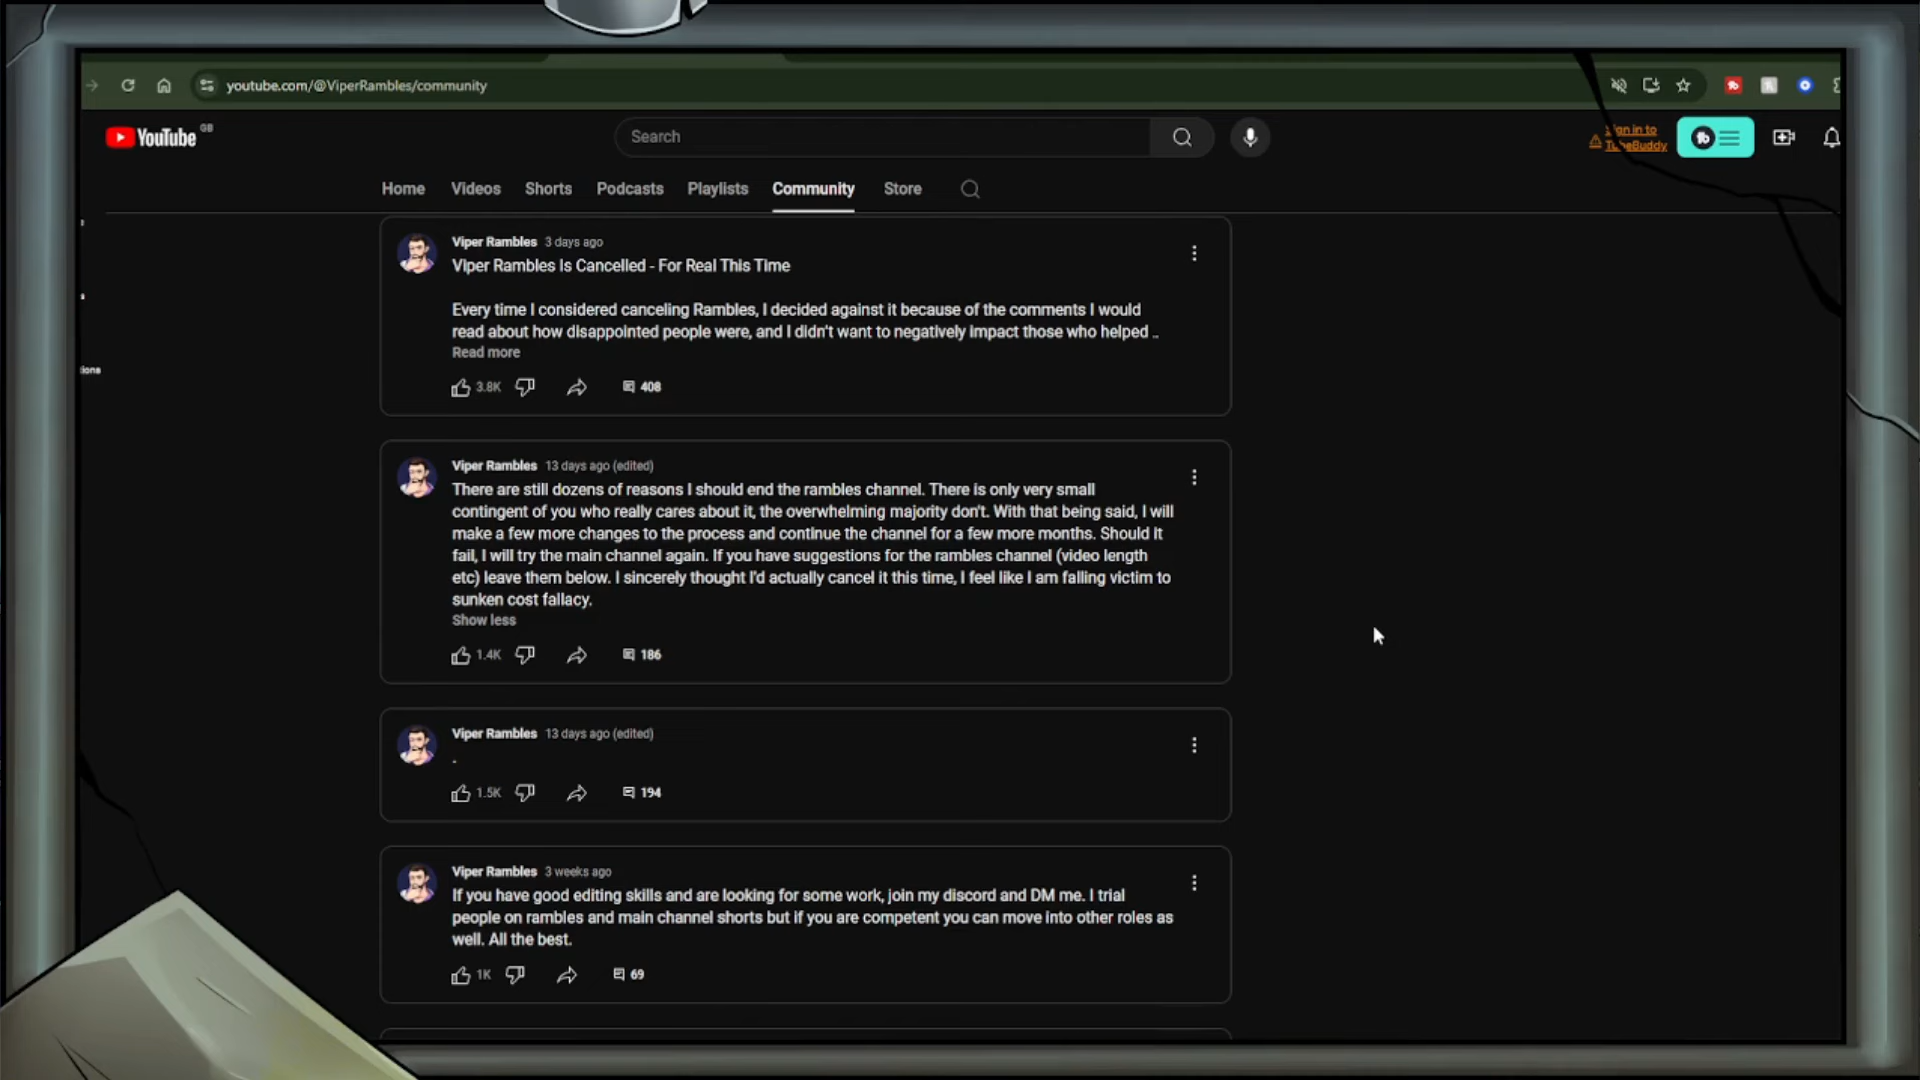 youtube.com/@ViperRambles/community
YouTube GB
Search
Sign in to
TubeBuddy
Home Videos Shorts Podcasts Playlists Community Store
Viper Rambles 3 days ago
Viper Rambles Is Cancelled - For Real This Time
Every time I considered canceling Rambles, I decided against it because of the comments I would
read about how disappointed people were, and I didn't want to negatively impact those who helped ..
Read more
3.8K 408
ions
Viper Rambles 13 days ago (edited)
There are still dozens of reasons I should end the rambles channel. There is only very small
contingent of you who really cares about it, the overwhelming majority don't. With that being said, I will
make a few more changes to the process and continue the channel for a few more months. Should it
fail, I will try the main channel again. If you have suggestions for the rambles channel (video length
etc) leave them below. I sincerely thought I'd actually cancel it this time, I feel like I am falling victim to
sunken cost fallacy.
Show less
1.4K 186
Viper Rambles 13 days ago (edited)
.
1.5K 194
Viper Rambles 3 weeks ago
If you have good editing skills and are looking for some work, join my discord and DM me. I trial
people on rambles and main channel shorts but if you are competent you can move into other roles as
well. All the best.
1K 69